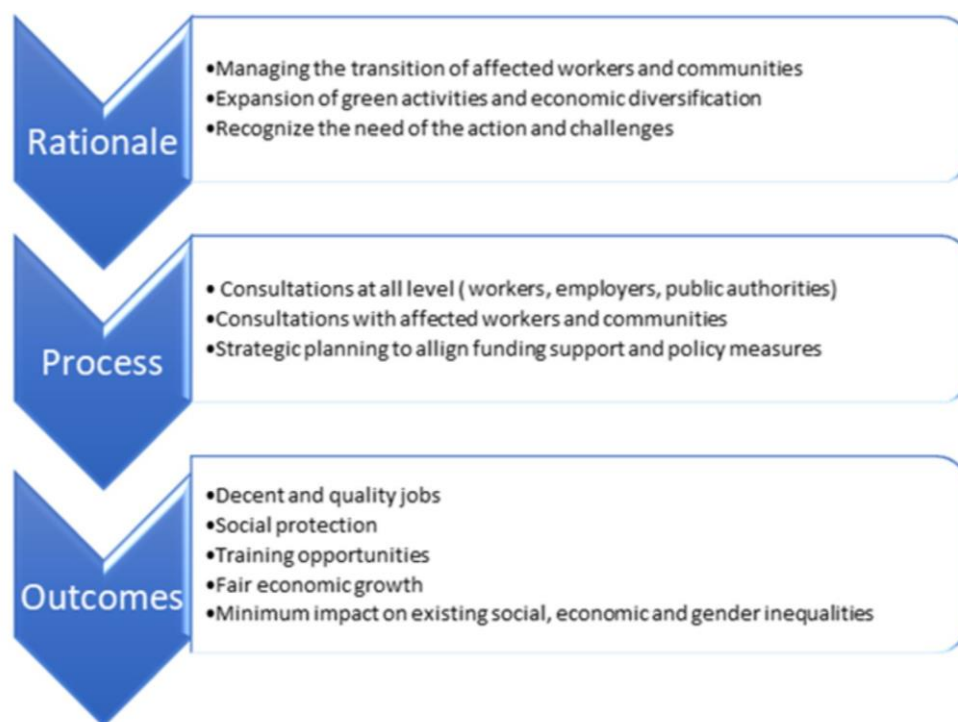 Rationale
•Managing the transition of affected workers and communities
•Expansion of green activities and economic diversification
•Recognize the need of the action and challenges
Process
• Consultations at all level ( workers, employers, public authorities)
•Consultations with affected workers and communities
•Strategic planning to allign funding support and policy measures
Outcomes
•Decent and quality jobs
•Social protection
•Training opportunities
•Fair economic growth
•Minimum impact on existing social, economic and gender inequalities